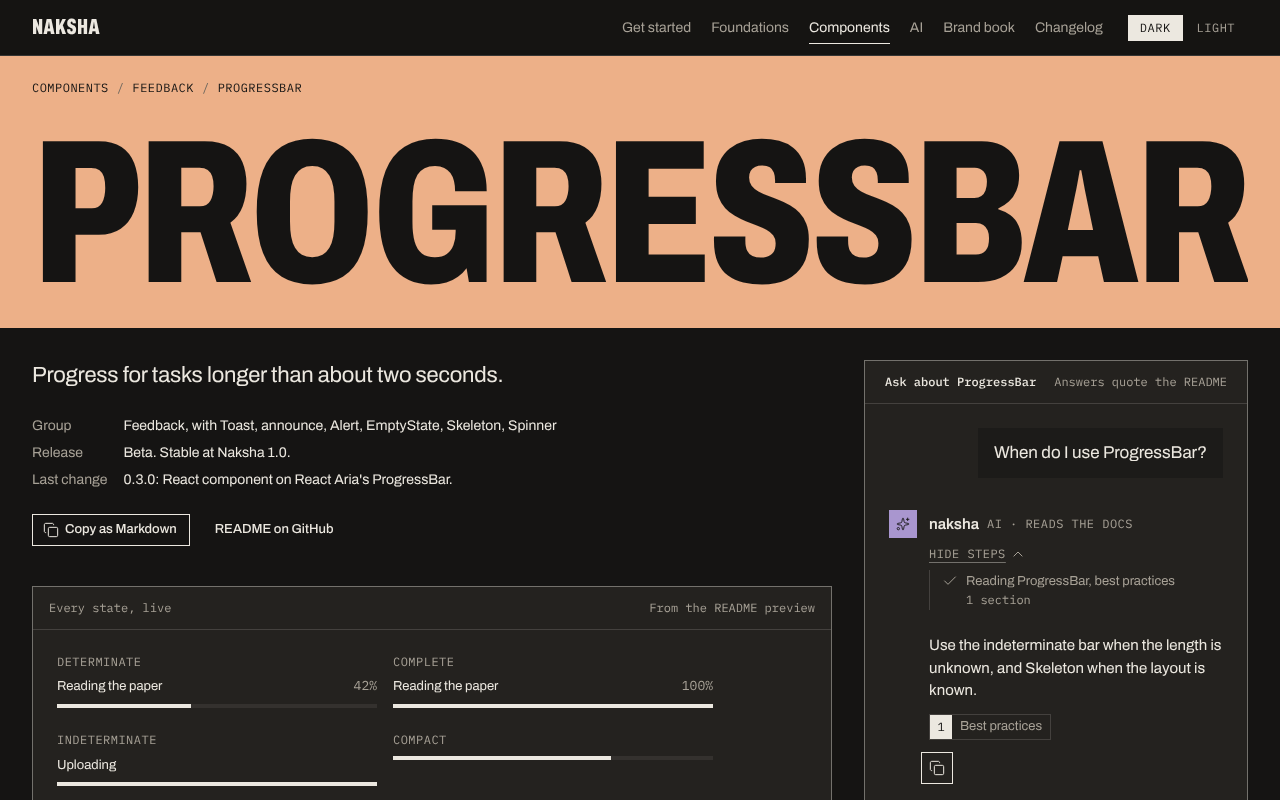 NAKSHA
Get started Foundations Components AI Brand book Changelog DARK LIGHT
COMPONENTS / FEEDBACK / PROGRESSBAR
PROGRESSBAR
Progress for tasks longer than about two seconds.
Group Feedback, with Toast, announce, Alert, EmptyState, Skeleton, Spinner
Release Beta. Stable at Naksha 1.0.
Last change 0.3.0: React component on React Aria's ProgressBar.
Copy as Markdown README on GitHub
Every state, live From the README preview
DETERMINATE
Reading the paper 42%
COMPLETE
Reading the paper 100%
INDETERMINATE
Uploading
COMPACT
Ask about ProgressBar Answers quote the README
When do I use ProgressBar?
naksha AI · READS THE DOCS
HIDE STEPS
Reading ProgressBar, best practices
1 section
Use the indeterminate bar when the length is
unknown, and Skeleton when the layout is
known.
1 Best practices